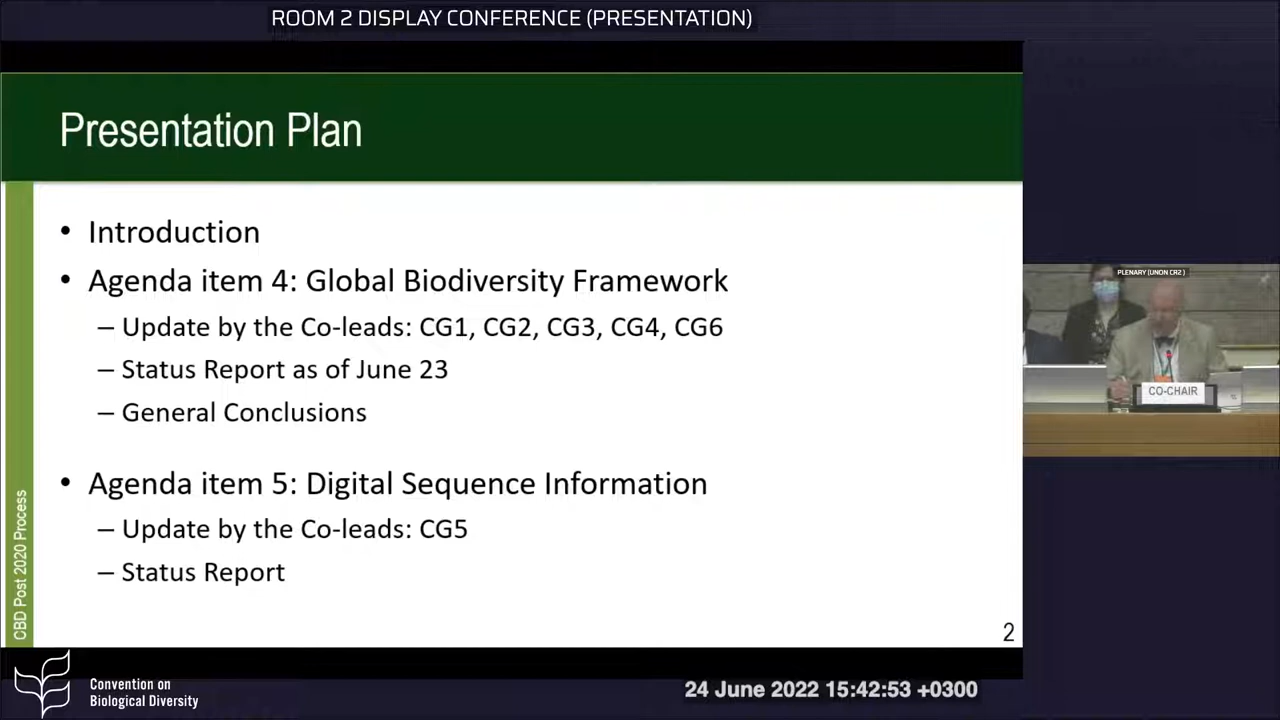 ROOM 2 DISPLAY CONFERENCE (PRESENTATION)
Presentation Plan
• Introduction
• Agenda item 4: Global Biodiversity Framework
– Update by the Co-leads: CG1, CG2, CG3, CG4, CG6
– Status Report as of June 23
– General Conclusions
• Agenda item 5: Digital Sequence Information
– Update by the Co-leads: CG5
– Status Report
2
CBD Post 2020 Process
PLENARY (UNON CR2)
CO-CHAIR
Convention on
Biological Diversity
24 June 2022 15:42:53 +0300